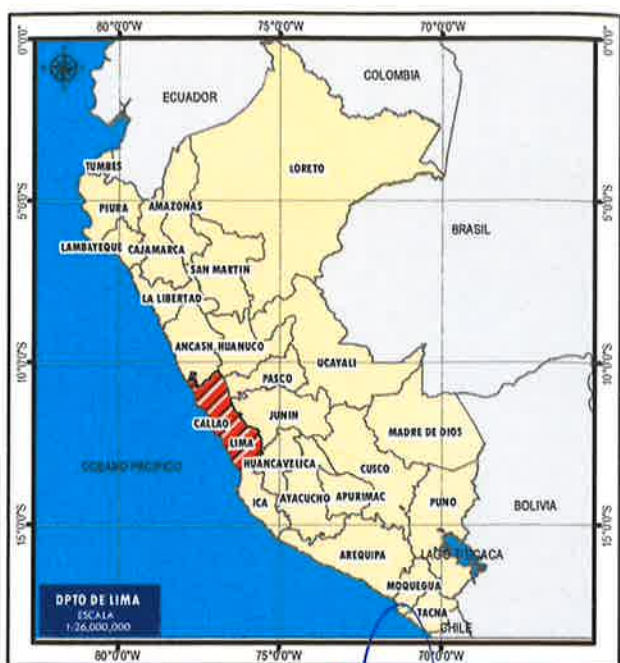 80°0'0"W 75°0'0"W 70°0'0"W
0°0'0"
0°0'0"
COLOMBIA
ECUADOR
TUMBES
LORETO
5°0'0"S
5°0'0"S
PIURA
AMAZONAS
BRASIL
LAMBAYEQUE
CAJAMARCA
SAN MARTIN
LA LIBERTAD
ANCASH
HUANUCO
UCAYALI
10°0'0"S
10°0'0"S
PASCO
JUNIN
CALLAO
MADRE DE DIOS
LIMA
OCEANO PACIFICO
HUANCAVELICA
CUSCO
ICA
AYACUCHO
APURIMAC
PUNO
BOLIVIA
15°0'0"S
15°0'0"S
AREQUIPA
LAGO TITICACA
MOQUEGUA
TACNA
CHILE
DPTO DE LIMA
ESCALA
1:26,000,000
80°0'0"W 75°0'0"W 70°0'0"W